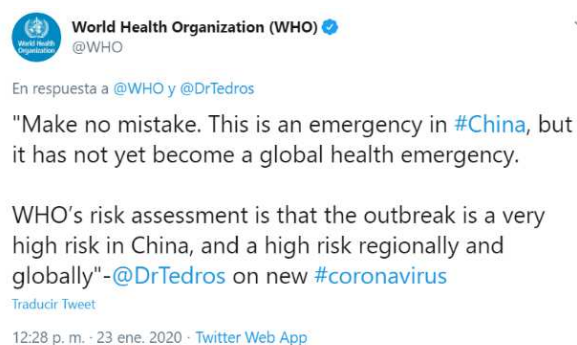 World Health Organization (WHO)
@WHO
En respuesta a @WHO y @DrTedros
"Make no mistake. This is an emergency in #China, but
it has not yet become a global health emergency.
WHO's risk assessment is that the outbreak is a very
high risk in China, and a high risk regionally and
globally"-@DrTedros on new #coronavirus
Traducir Tweet
12:28 p. m. · 23 ene. 2020 · Twitter Web App